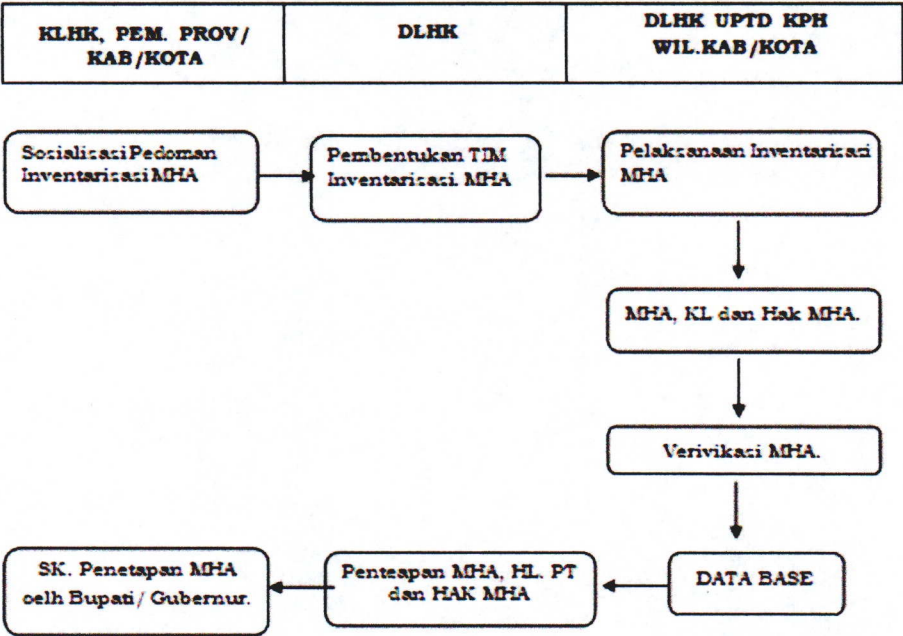 KLHK, PEM. PROV/
KAB/KOTA
DLHK
DLHK UPTD KPH
WIL.KAB/KOTA
Sosialisasi Pedoman
Inventarisasi MHA
Pembentukan TIM
Inventarisasi. MHA
Pelaksanaan Inventarisasi
MHA
MHA, KL dan Hak MHA.
Verivikasi MHA.
DATA BASE
Penteapan MHA, HL. PT
dan HAK MHA
SK. Penetapan MHA
oelh Bupati/ Gubernur.